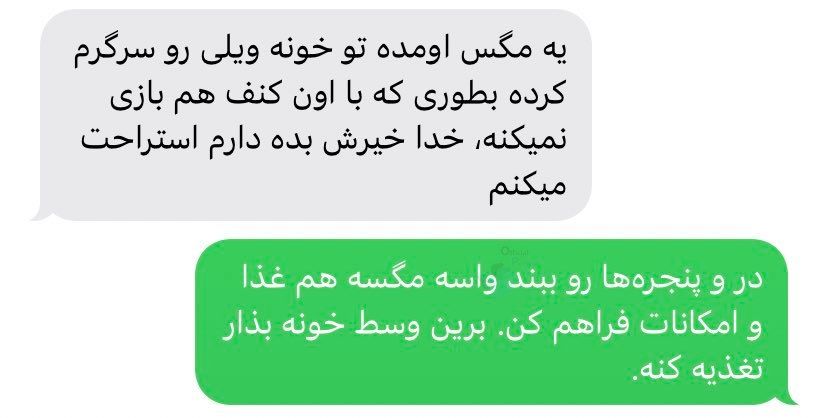 یه مگس اومده تو خونه ویلی رو سرگرم
کرده بطوری که با اون کنف هم بازی
نمیکنه، خدا خیرش بده دارم استراحت
میکنم
در و پنجره‌ها رو ببند واسه مگسه هم غذا
و امکانات فراهم کن. برین وسط خونه بذار
تغذیه کنه.